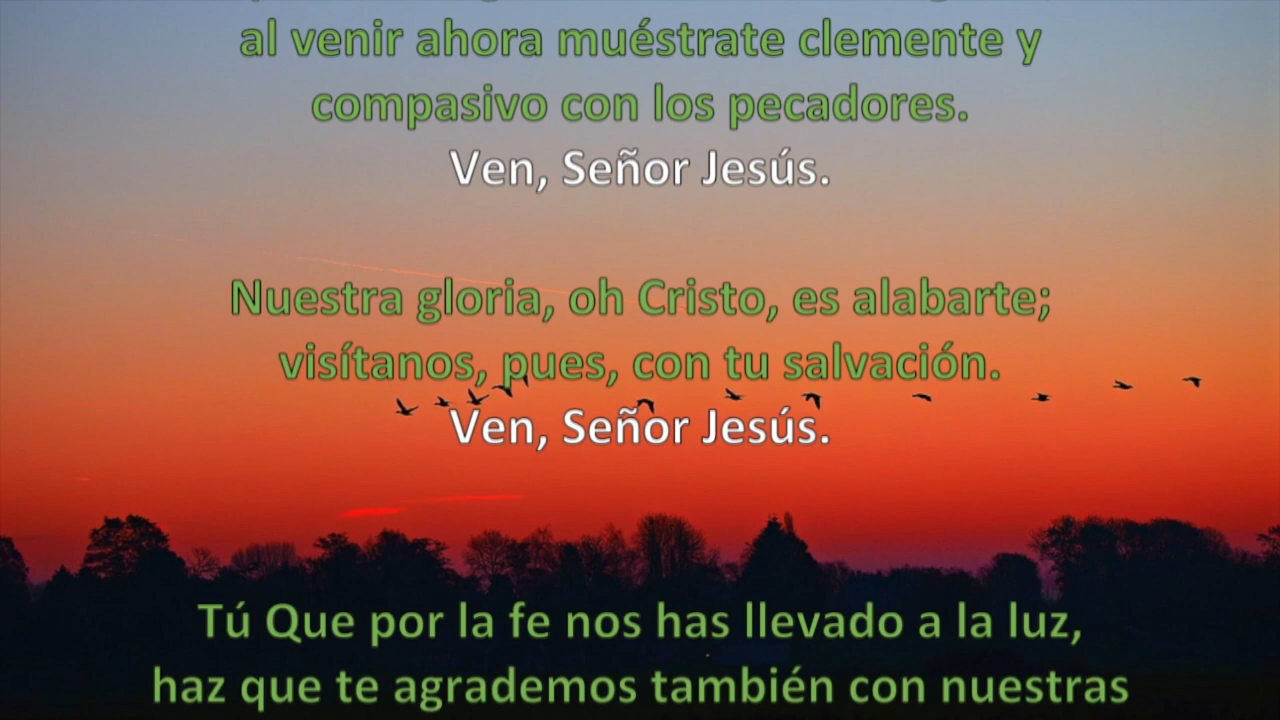 al venir ahora muéstrate clemente y
compasivo con los pecadores.
Ven, Señor Jesús.
Nuestra gloria, oh Cristo, es alabarte;
visítanos, pues, con tu salvación.
Ven, Señor Jesús.
Tú Que por la fe nos has llevado a la luz,
haz que te agrademos también con nuestras